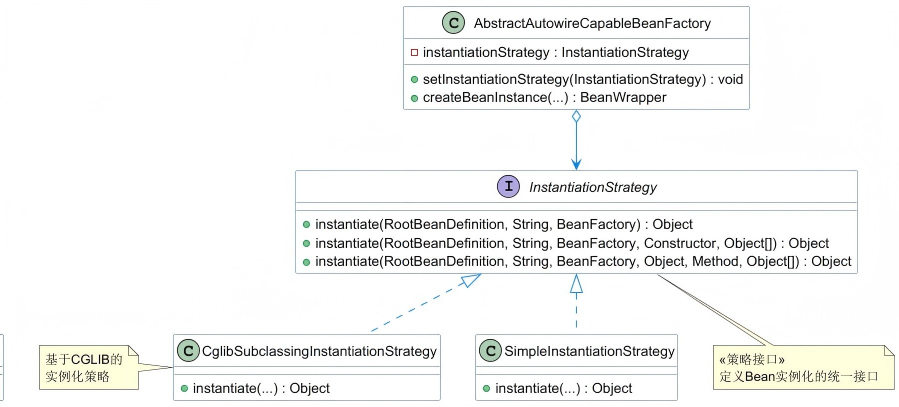 C AbstractAutowireCapableBeanFactory
instantiationStrategy : InstantiationStrategy
setInstantiationStrategy(InstantiationStrategy) : void
createBeanInstance(...) : BeanWrapper
I InstantiationStrategy
instantiate(RootBeanDefinition, String, BeanFactory) : Object
instantiate(RootBeanDefinition, String, BeanFactory, Constructor, Object[]) : Object
instantiate(RootBeanDefinition, String, BeanFactory, Object, Method, Object[]) : Object
基于CGLIB的
实例化策略
C CglibSubclassingInstantiationStrategy
instantiate(...) : Object
C SimpleInstantiationStrategy
instantiate(...) : Object
«策略接口»
定义Bean实例化的统一接口